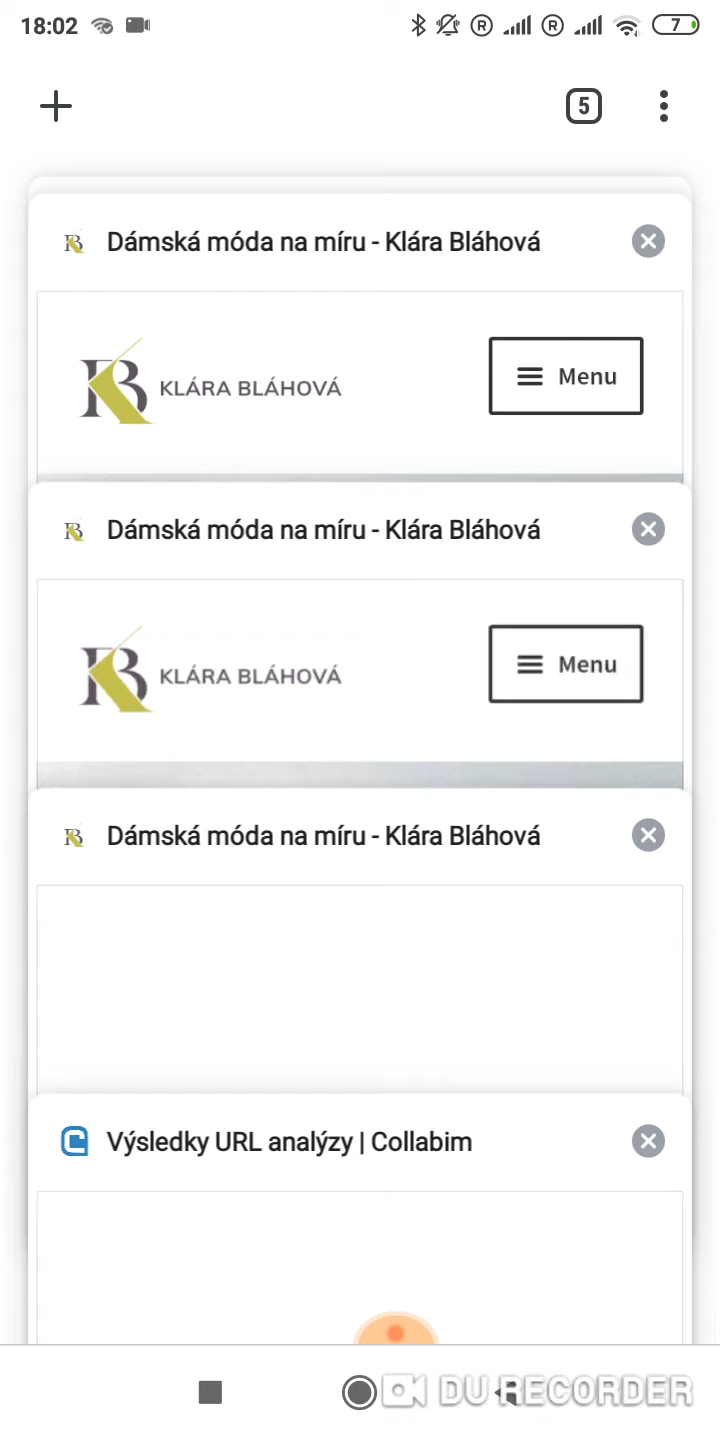 18:02
R
R
7
5
Dámská móda na míru - Klára Bláhová
KLÁRA BLÁHOVÁ
Menu
Dámská móda na míru - Klára Bláhová
KLÁRA BLÁHOVÁ
Menu
Dámská móda na míru - Klára Bláhová
Výsledky URL analýzy | Collabim
DU RECORDER